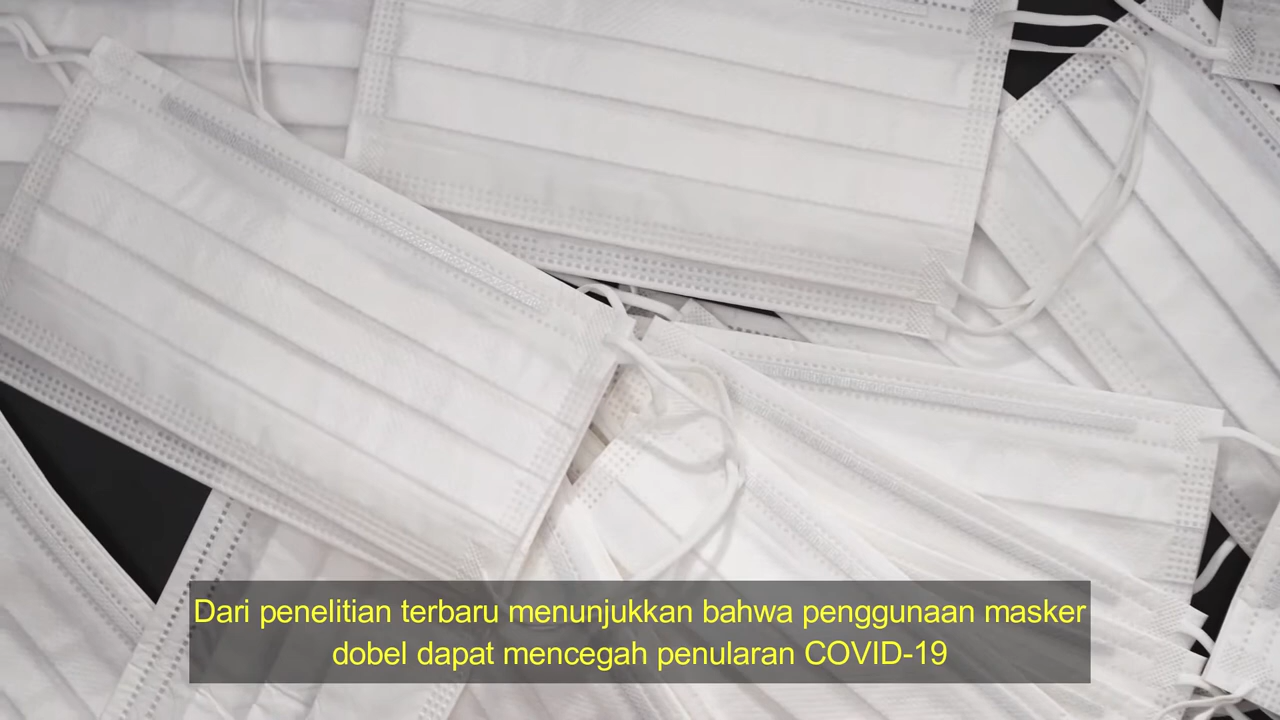 Dari penelitian terbaru menunjukkan bahwa penggunaan masker
dobel dapat mencegah penularan COVID-19